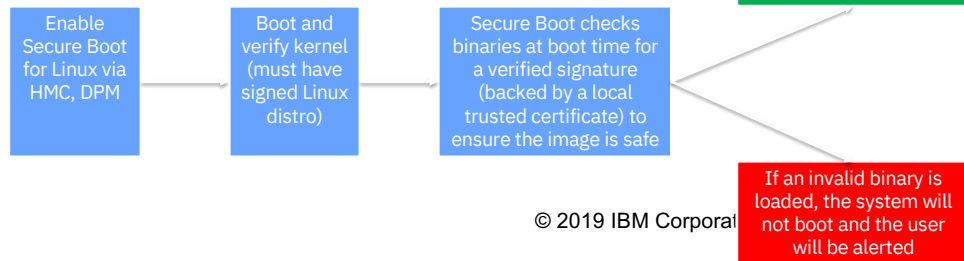 Enable
Secure Boot
for Linux via
HMC, DPM
Boot and
verify kernel
(must have
signed Linux
distro)
Secure Boot checks
binaries at boot time for
a verified signature
(backed by a local
trusted certificate) to
ensure the image is safe
If an invalid binary is
loaded, the system will
not boot and the user
will be alerted
© 2019 IBM Corporat